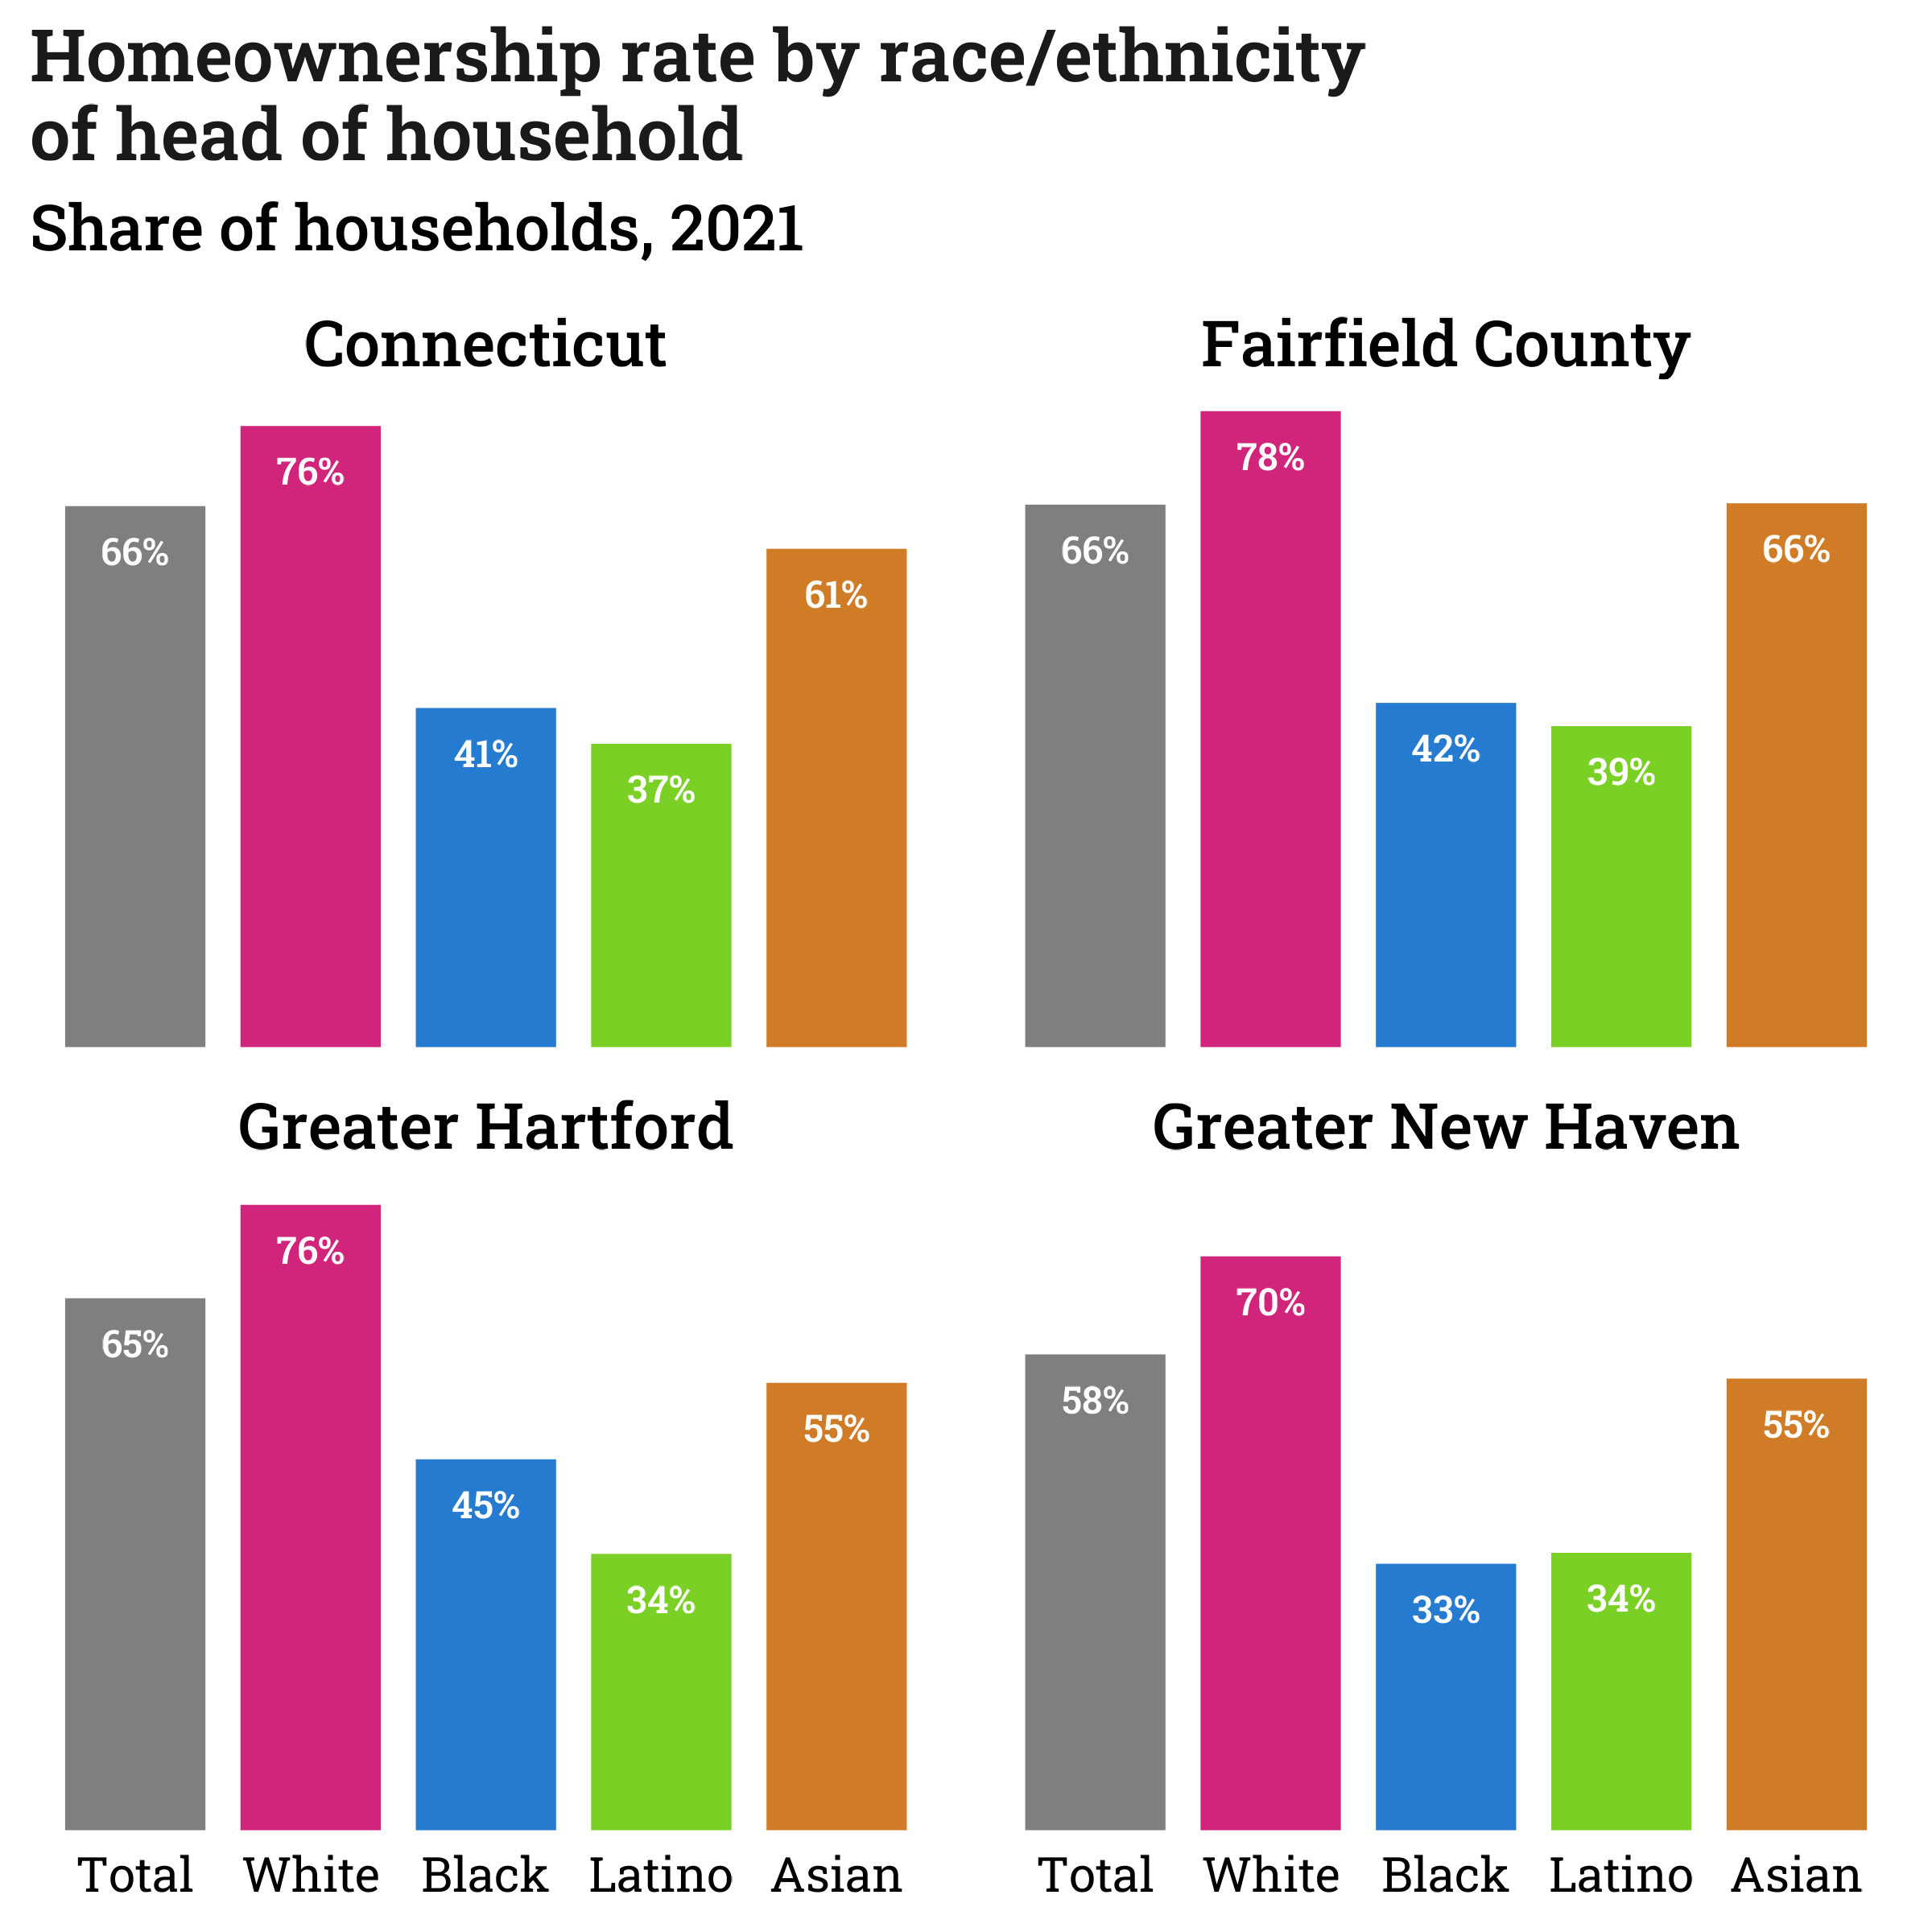 Homeownership rate by race/ethnicity
of head of household
Share of households, 2021
Connecticut
66%
76%
41%
37%
61%
Fairfield County
66%
78%
42%
39%
66%
Greater Hartford
65%
76%
45%
34%
55%
Total White Black Latino Asian
Greater New Haven
58%
70%
33%
34%
55%
Total White Black Latino Asian